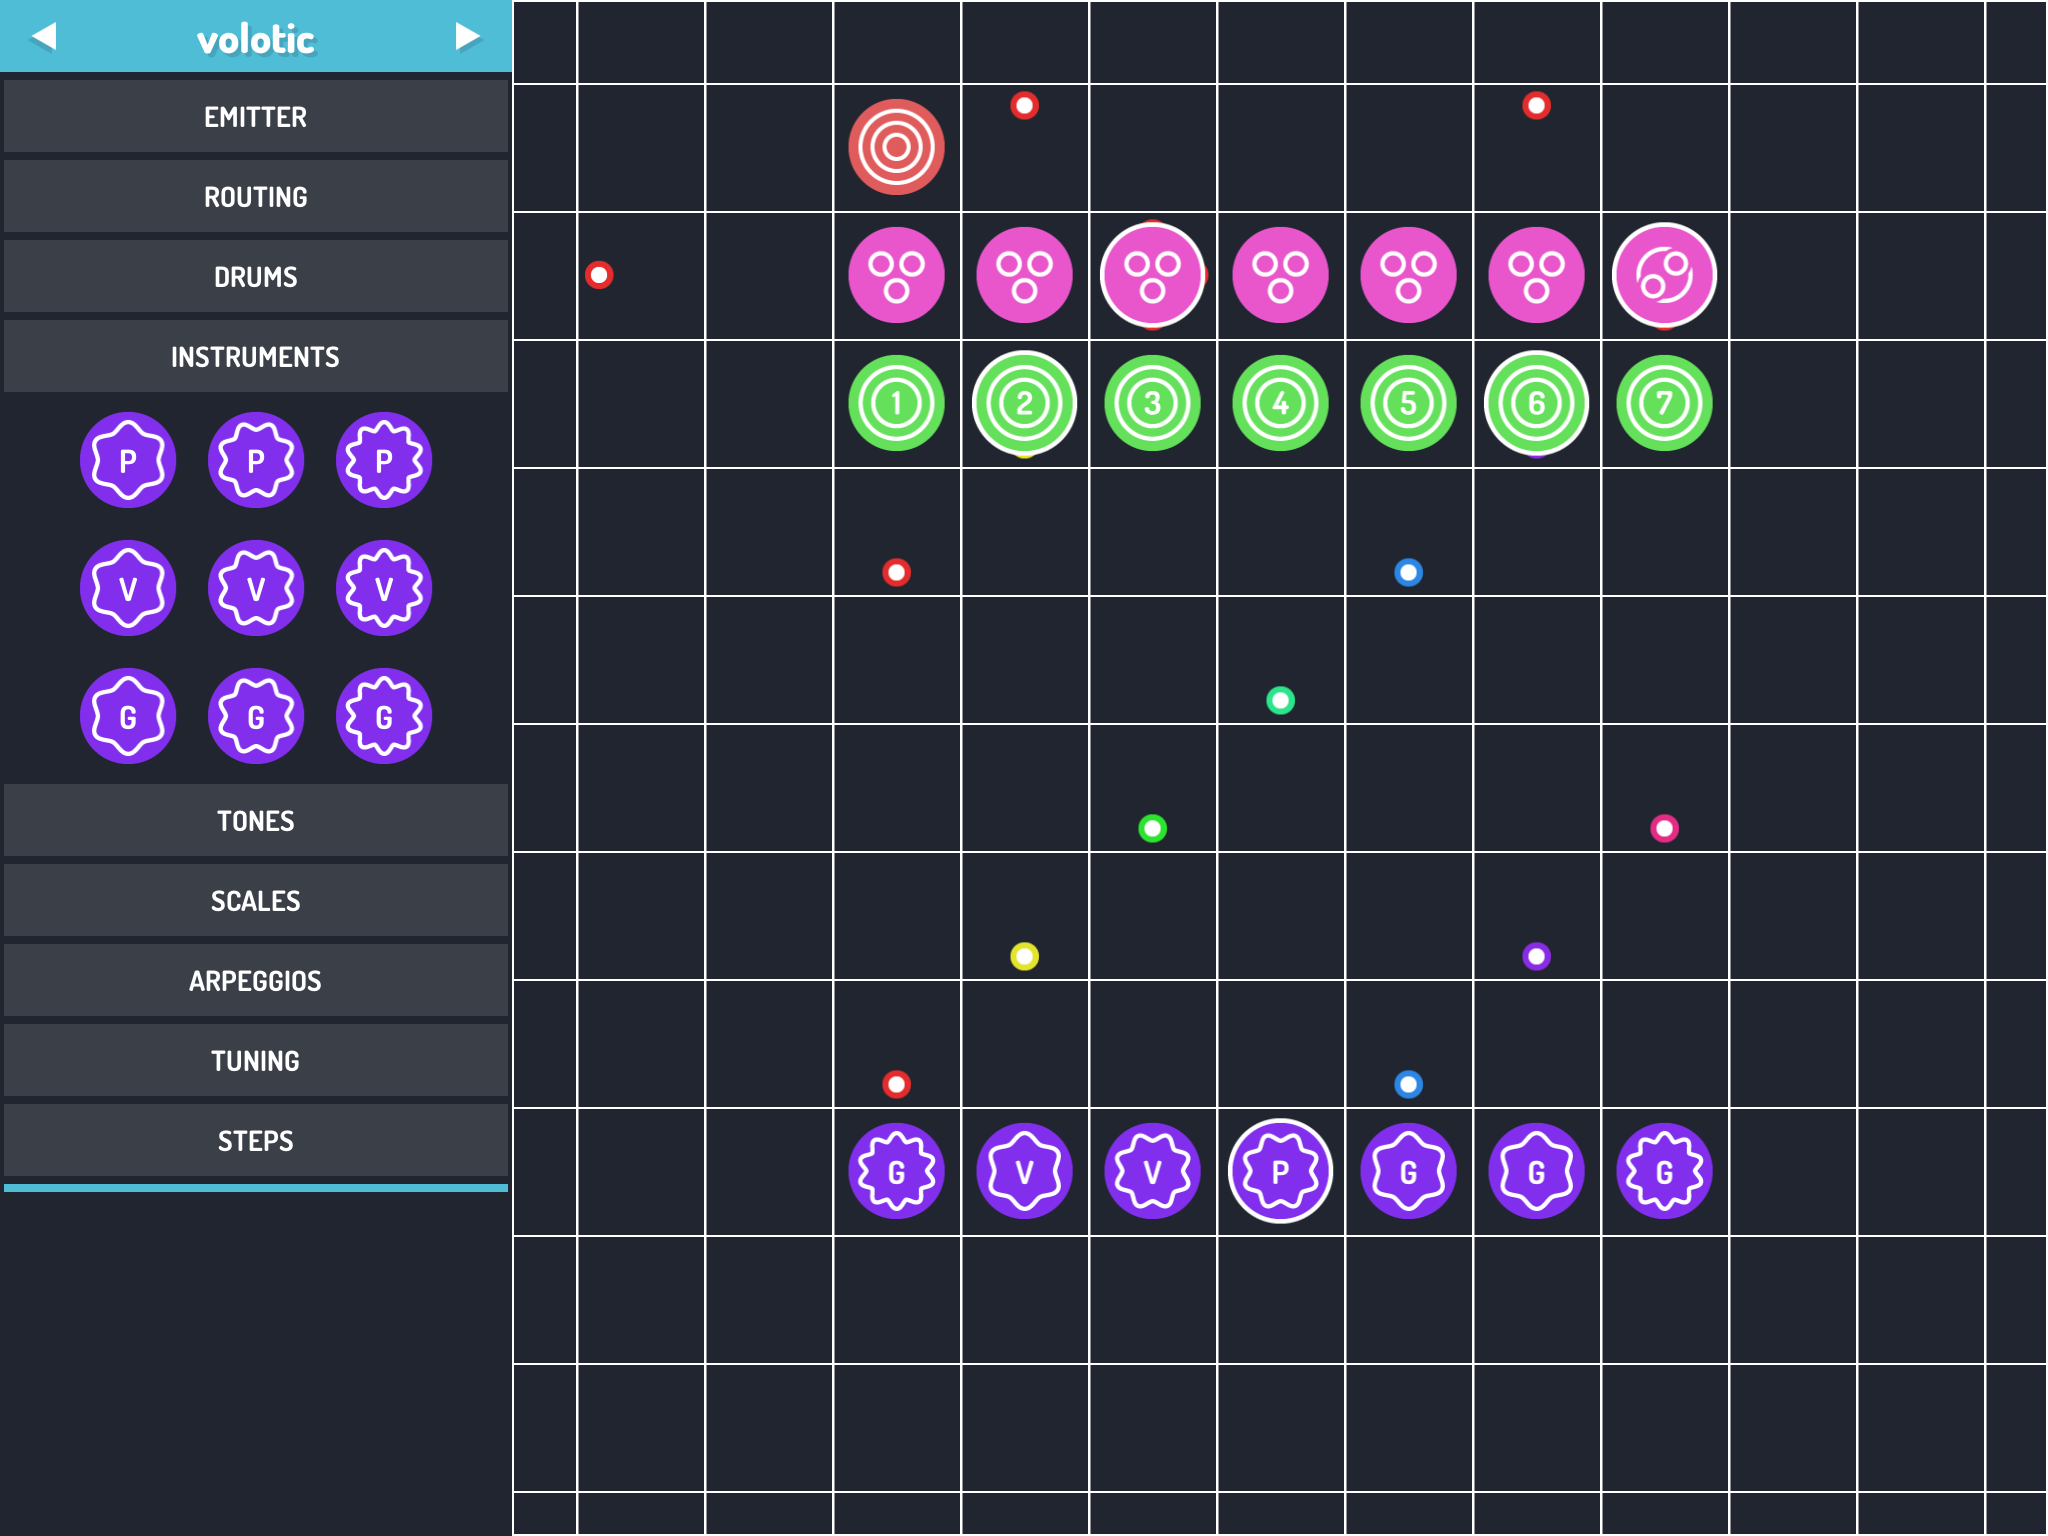 volotic
EMITTER
ROUTING
DRUMS
INSTRUMENTS
P P P
V V V
G G G
TONES
SCALES
ARPEGGIOS
TUNING
STEPS
1 2 3 4 5 6 7
G V V P G G G